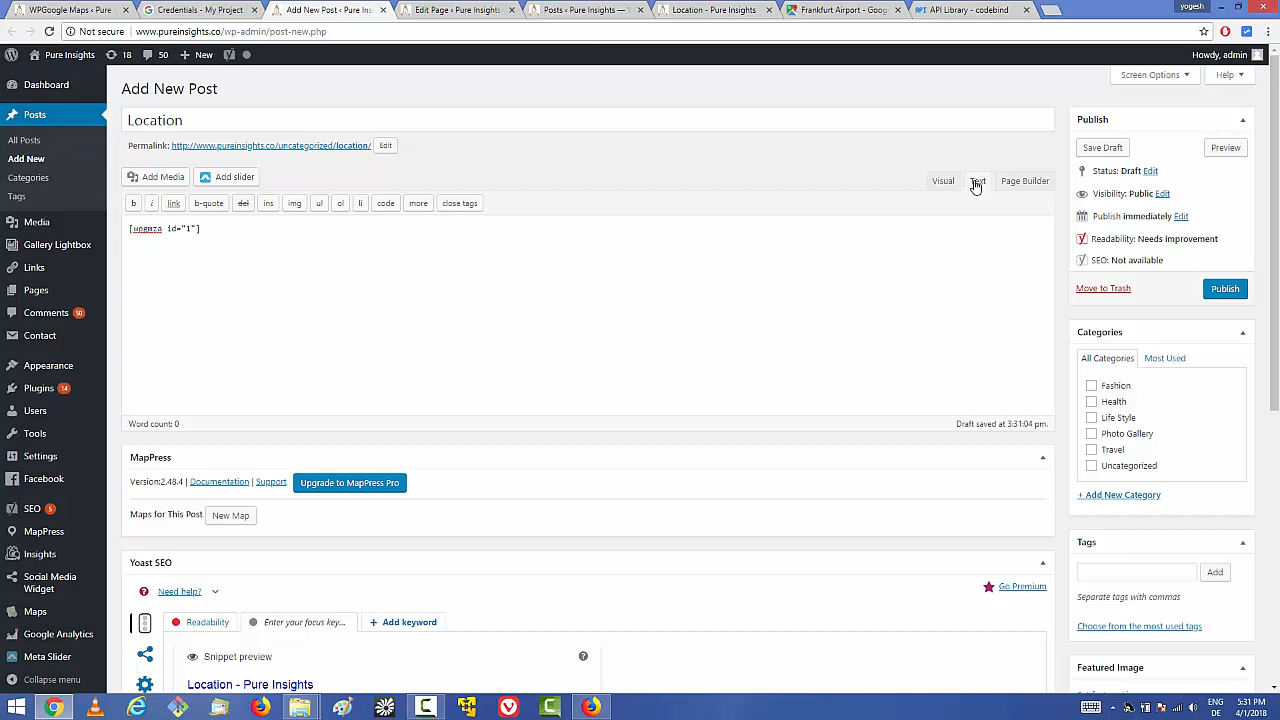 WPGoogle Maps ‹ Pure Ins
Credentials - My Project
Add New Post ‹ Pure Ins
Edit Page ‹ Pure Insights
Posts ‹ Pure Insights —
Location - Pure Insights
Frankfurt Airport - Goog
API Library - codebind
yogesh
Not secure
www.pureinsights.co/wp-admin/post-new.php
Pure Insights
18
50
New
Howdy, admin
Dashboard
Posts
All Posts
Add New
Categories
Tags
Media
Gallery Lightbox
Links
Pages
Comments 50
Contact
Appearance
Plugins 14
Users
Tools
Settings
Facebook
SEO 5
MapPress
Insights
Social Media
Widget
Maps
Google Analytics
Meta Slider
Collapse menu
Add New Post
Screen Options
Help
Location
Permalink: http://www.pureinsights.co/uncategorized/location/ Edit
Add Media
Add slider
Visual
Text
Page Builder
b
i
link
b-quote
del
ins
img
ul
ol
li
code
more
close tags
[wpgmza id="1"]
Word count: 0
Draft saved at 3:31:04 pm.
MapPress
Version:2.48.4 | Documentation | Support
Upgrade to MapPress Pro
Maps for This Post
New Map
Yoast SEO
Need help?
Go Premium
Readability
Enter your focus key...
+ Add keyword
Snippet preview
Location - Pure Insights
Publish
Save Draft
Preview
Status: Draft Edit
Visibility: Public Edit
Publish immediately Edit
Readability: Needs improvement
SEO: Not available
Move to Trash
Publish
Categories
All Categories
Most Used
Fashion
Health
Life Style
Photo Gallery
Travel
Uncategorized
+ Add New Category
Tags
Add
Separate tags with commas
Choose from the most used tags
Featured Image
ENG
DE
5:31 PM
4/1/2018